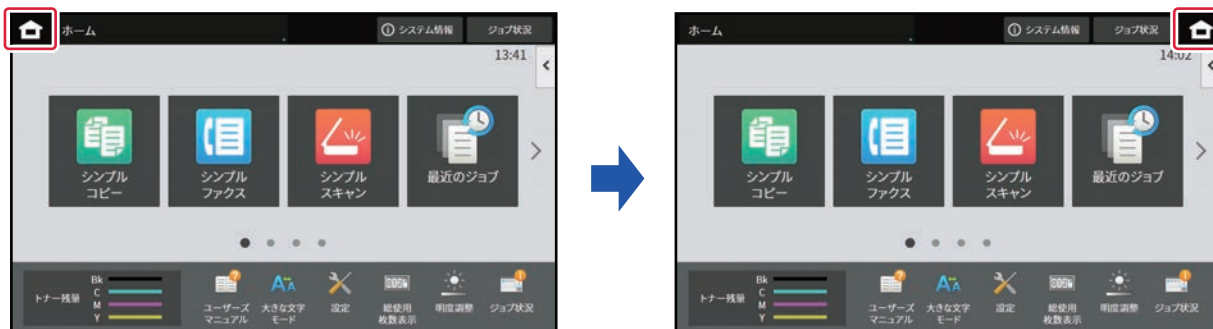 ホーム
システム情報
ジョブ状況
13:41
シンプル
コピー
シンプル
ファクス
シンプル
スキャン
最近のジョブ
トナー残量
Bk
C
M
Y
ユーザーズ
マニュアル
大きな文字
モード
設定
総使用
枚数表示
明度調整
ジョブ状況
ホーム
システム情報
ジョブ状況
14:02
シンプル
コピー
シンプル
ファクス
シンプル
スキャン
最近のジョブ
トナー残量
Bk
C
M
Y
ユーザーズ
マニュアル
大きな文字
モード
設定
総使用
枚数表示
明度調整
ジョブ状況